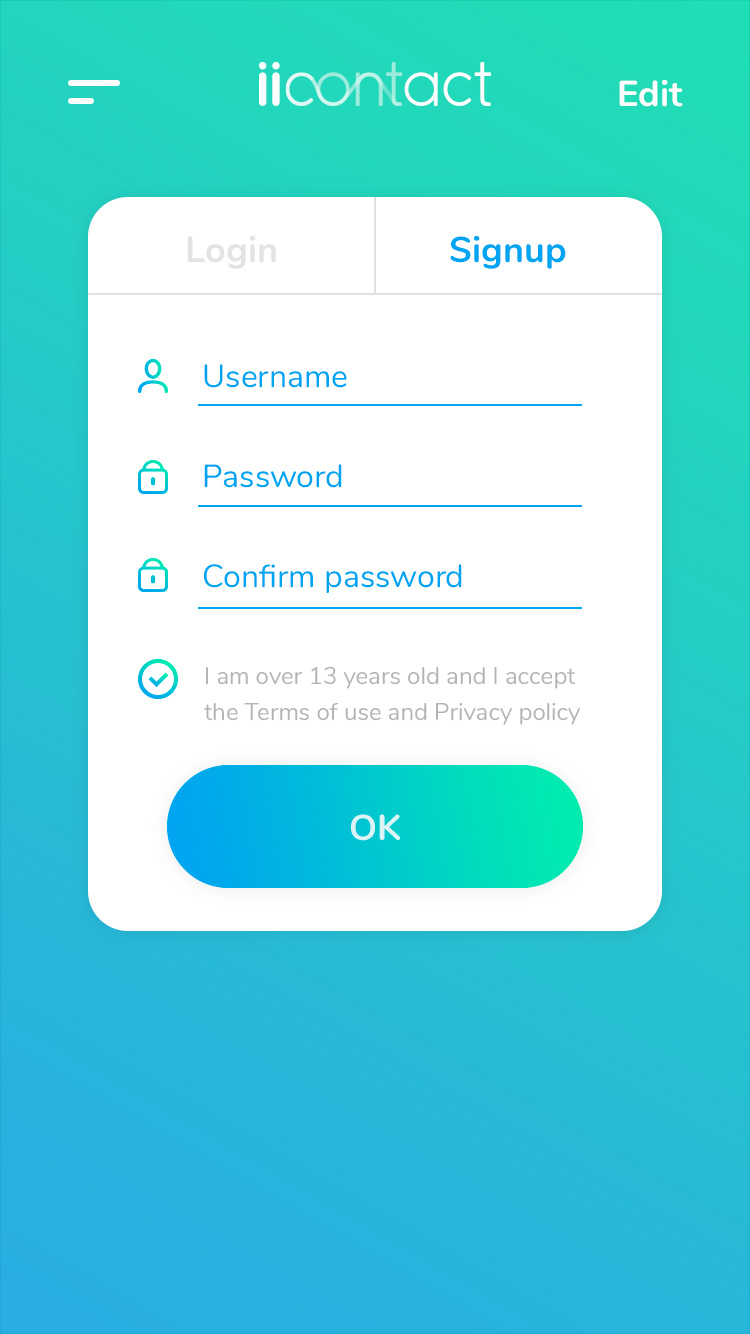 iicontact
Edit
Login
Signup
Username
Password
Confirm password
I am over 13 years old and I accept
the Terms of use and Privacy policy
OK